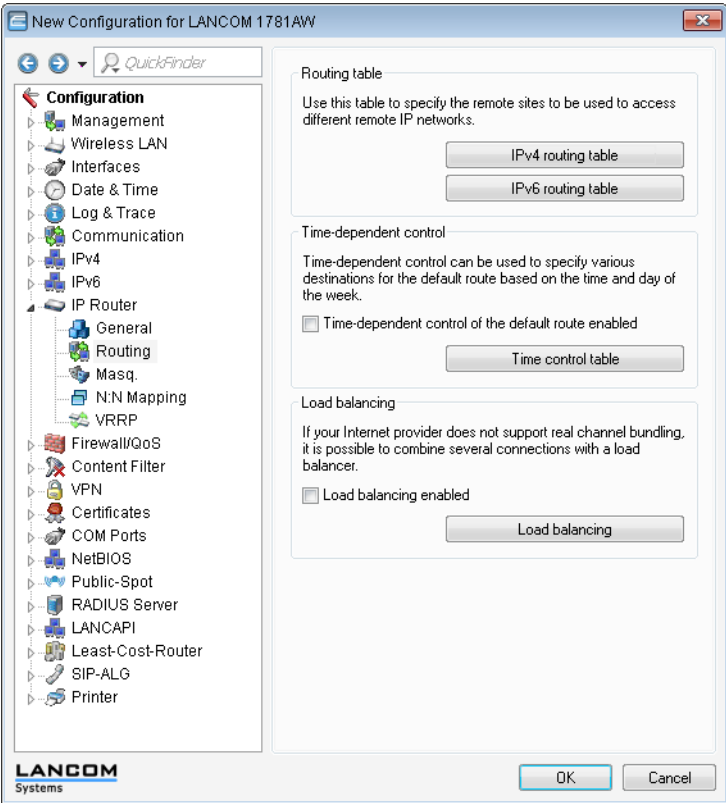 New Configuration for LANCOM 1781AW
QuickFinder
Configuration
Management
Wireless LAN
Interfaces
Date & Time
Log & Trace
Communication
IPv4
IPv6
IP Router
General
Routing
Masq.
N:N Mapping
VRRP
Firewall/QoS
Content Filter
VPN
Certificates
COM Ports
NetBIOS
Public-Spot
RADIUS Server
LANCAPI
Least-Cost-Router
SIP-ALG
Printer
Routing table
Use this table to specify the remote sites to be used to access
different remote IP networks.
IPv4 routing table
IPv6 routing table
Time-dependent control
Time-dependent control can be used to specify various
destinations for the default route based on the time and day of
the week.
Time-dependent control of the default route enabled
Time control table
Load balancing
If your Internet provider does not support real channel bundling,
it is possible to combine several connections with a load
balancer.
Load balancing enabled
Load balancing
LANCOM
Systems
OK
Cancel